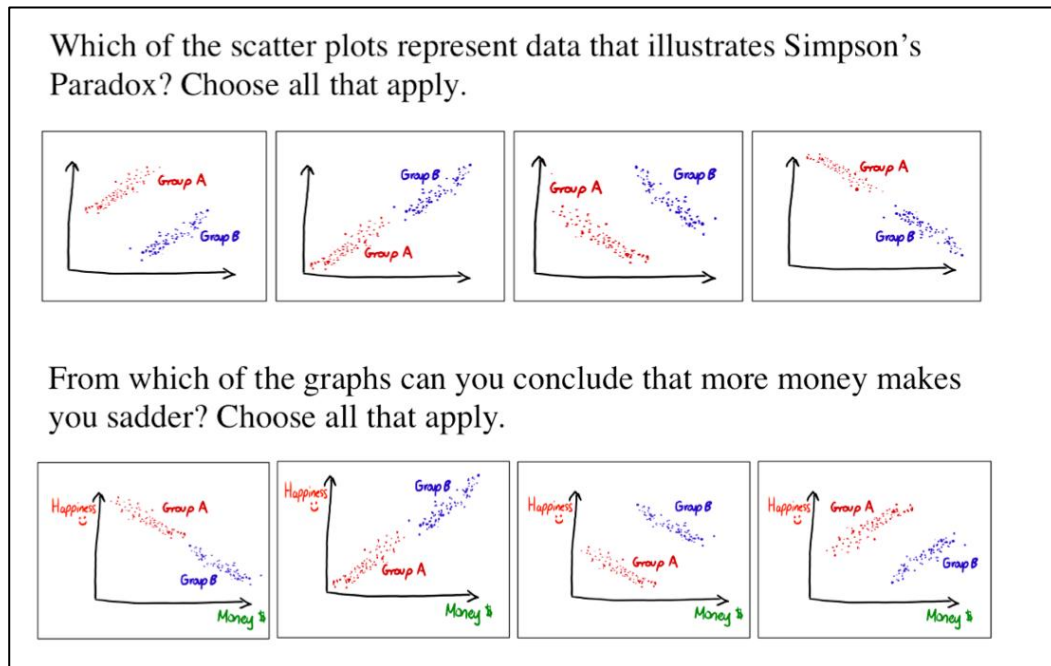 Which of the scatter plots represent data that illustrates Simpson's
Paradox? Choose all that apply.
Group A
Group B
Group B
Group A
Group A
Group B
Group A
Group B
From which of the graphs can you conclude that more money makes
you sadder? Choose all that apply.
Happiness
Group A
Group B
Money $
Happiness
Group B
Group A
Money $
Happiness
Group B
Group A
Money $
Happiness
Group A
Group B
Money $